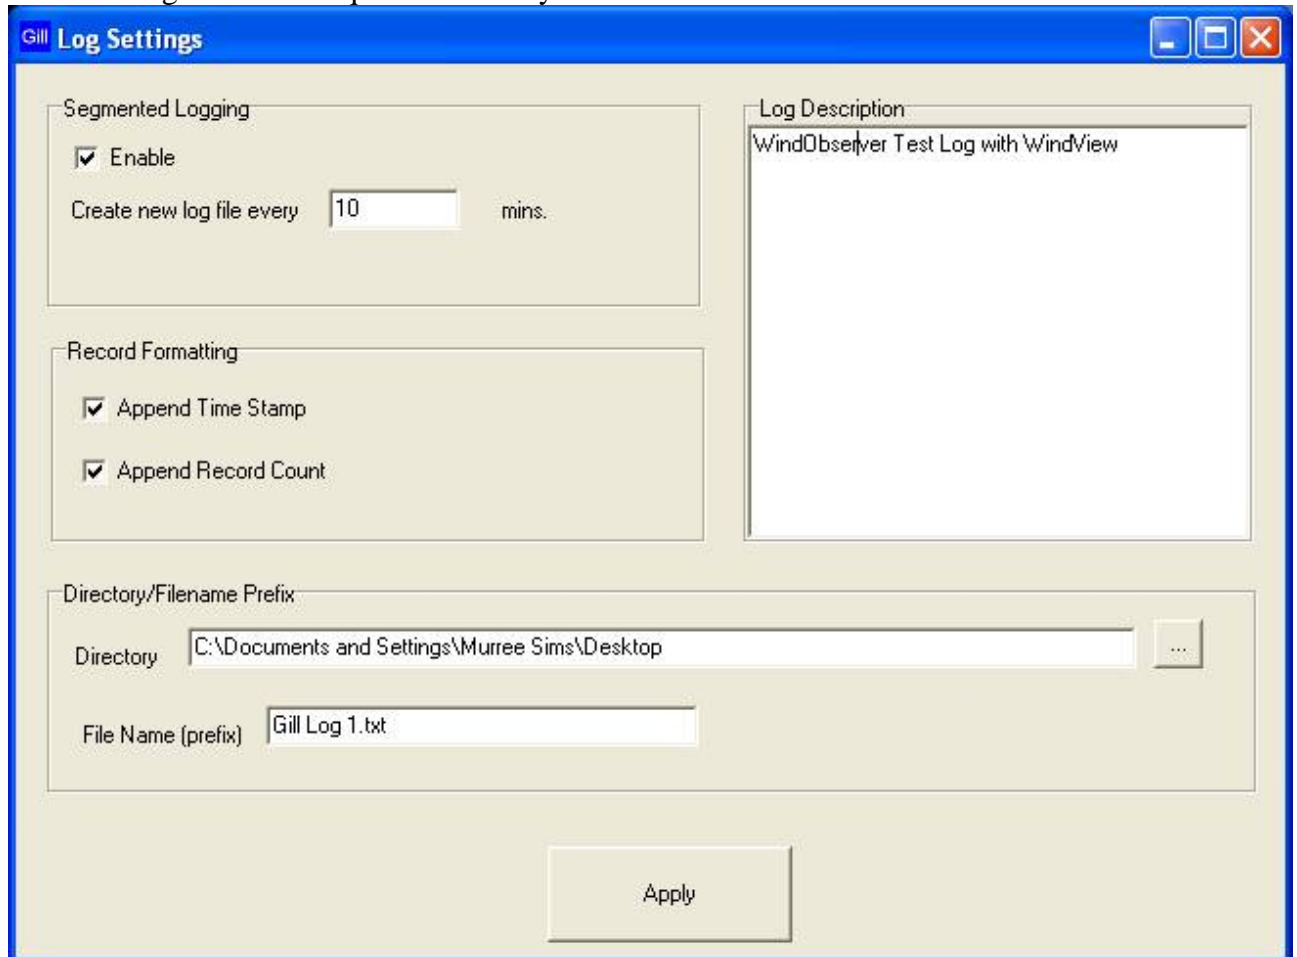 Gill Log Settings
Segmented Logging
Enable
Create new log file every 10 mins.
Record Formatting
Append Time Stamp
Append Record Count
Log Description
WindObserver Test Log with WindView
Directory/Filename Prefix
Directory C:\Documents and Settings\Murree Sims\Desktop ...
File Name (prefix) Gill Log 1.txt
Apply